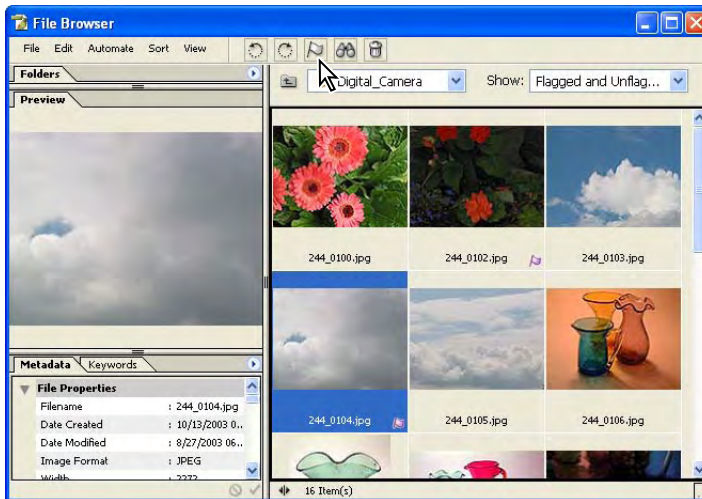 File Browser
File Edit Automate Sort View
Folders
Digital_Camera Show: Flagged and Unflag...
Preview
244_0100.jpg 244_0102.jpg 244_0103.jpg
244_0104.jpg 244_0105.jpg 244_0106.jpg
Metadata Keywords
File Properties
Filename : 244_0104.jpg
Date Created : 10/13/2003 0..
Date Modified : 8/27/2003 06..
Image Format : JPEG
Width : 2272
16 Item(s)